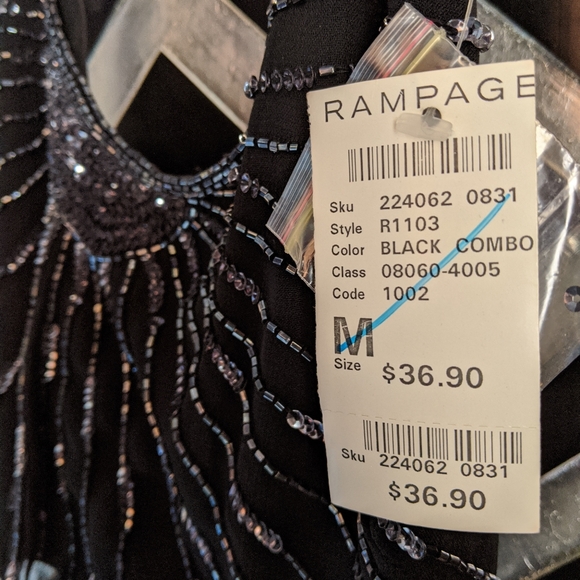 RAMPAGE
Sku 224062 0831
Style R1103
Color BLACK COMBO
Class 08060-4005
Code 1002
M
Size $36.90
Sku 224062 0831
$36.90